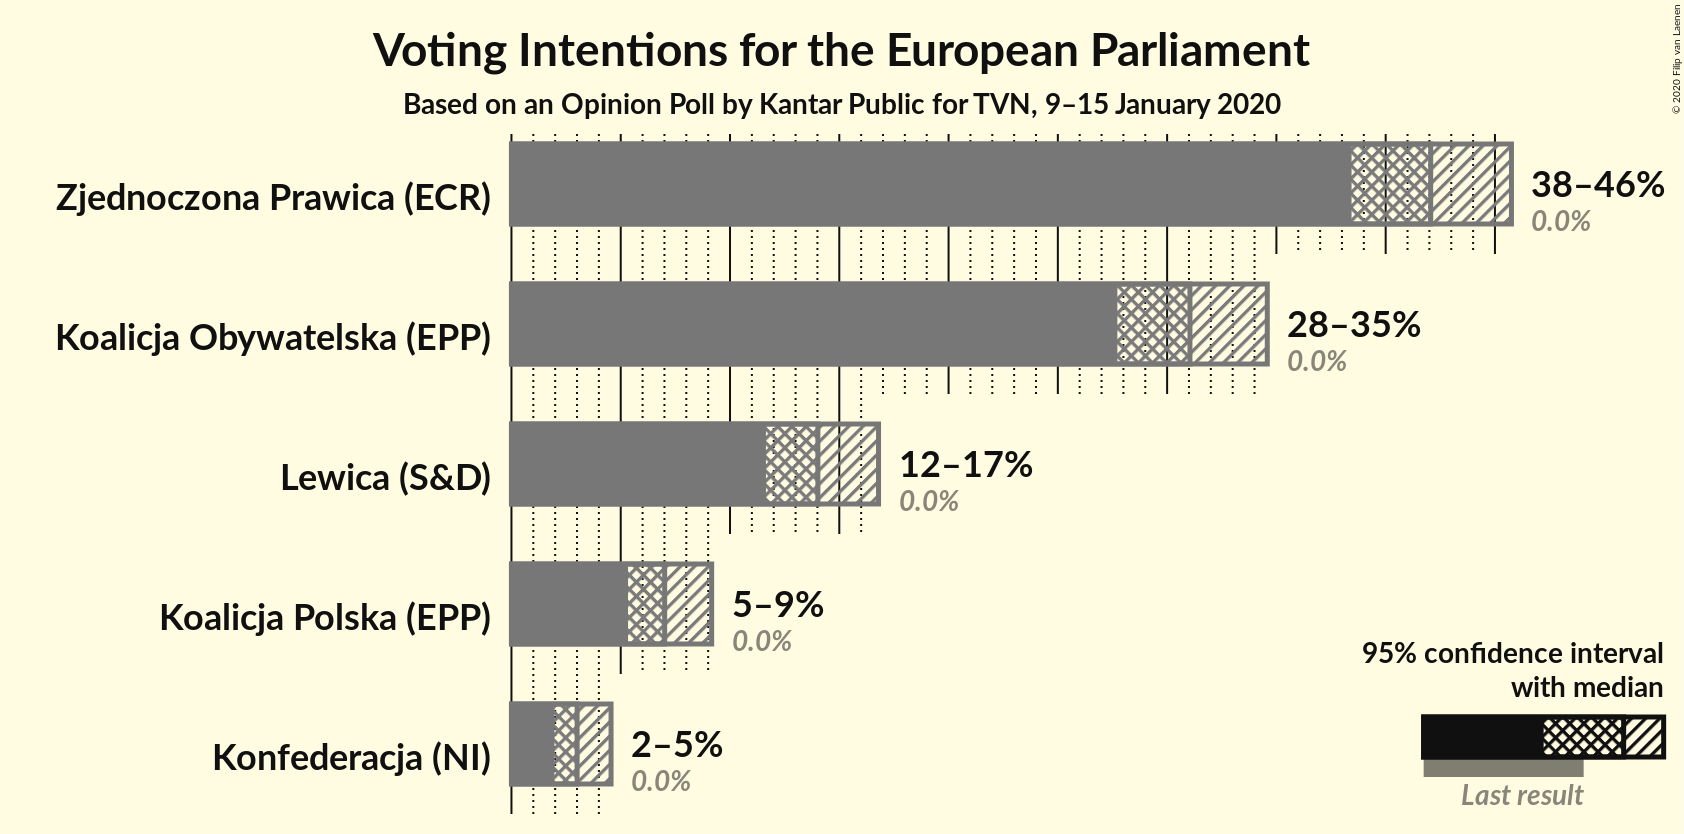 Voting Intentions for the European Parliament
Based on an Opinion Poll by Kantar Public for TVN, 9–15 January 2020
© 2020 Filip van Laenen
Zjednoczona Prawica (ECR)
38–46%
0.0%
Koalicja Obywatelska (EPP)
28–35%
0.0%
Lewica (S&D)
12–17%
0.0%
Koalicja Polska (EPP)
5–9%
0.0%
Konfederacja (NI)
2–5%
0.0%
95% confidence interval
with median
Last result